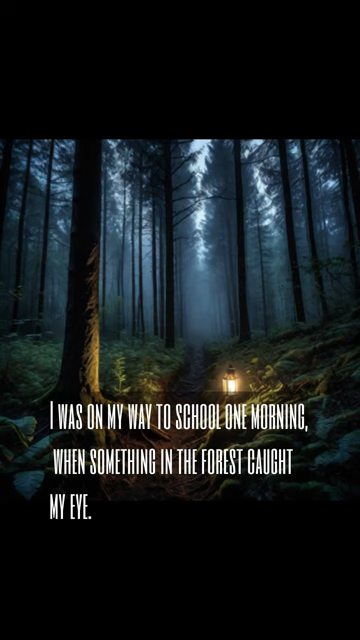 I was on my way to school one morning,
when something in the forest caught
my eye.